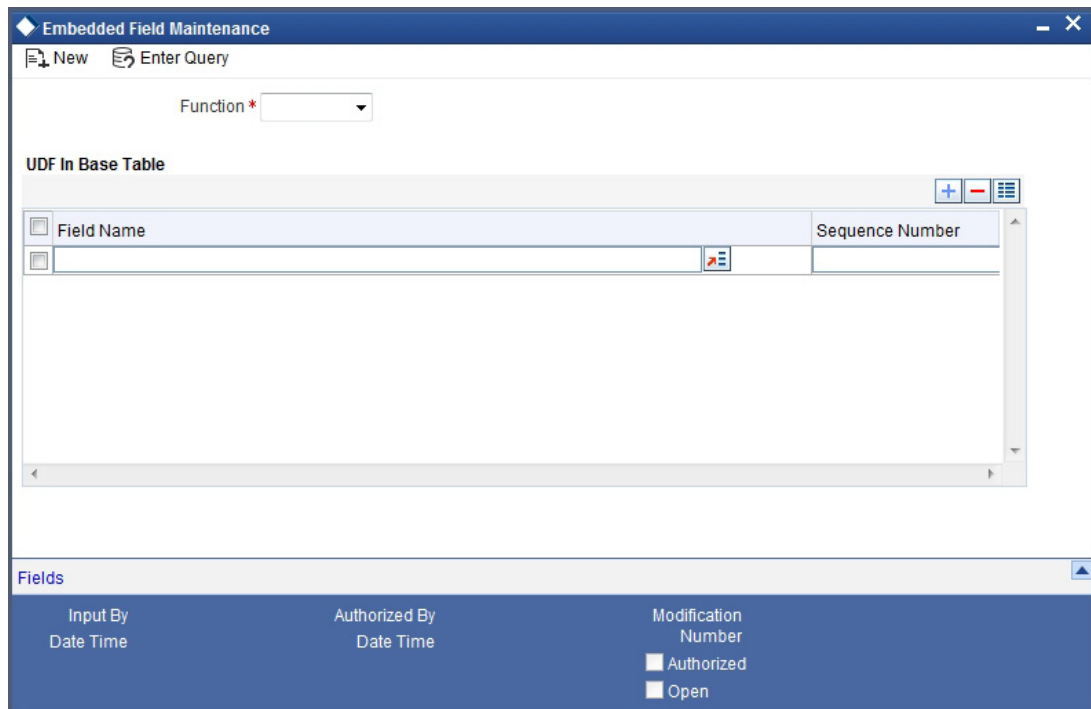 Embedded Field Maintenance
New Enter Query
Function *
UDF In Base Table
Field Name Sequence Number
Fields
Input By Authorized By Modification Number
Date Time Date Time
Authorized
Open